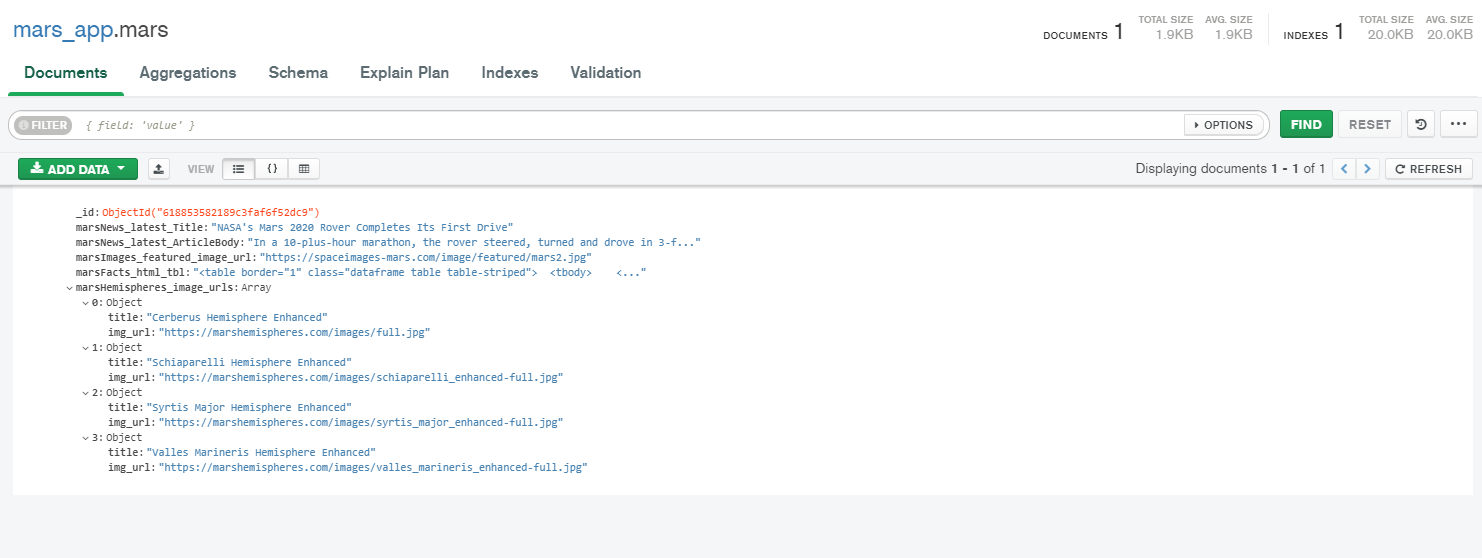 mars_app.mars
DOCUMENTS 1 TOTAL SIZE 1.9KB AVG. SIZE 1.9KB INDEXES 1 TOTAL SIZE 20.0KB AVG. SIZE 20.0KB
Documents Aggregations Schema Explain Plan Indexes Validation
FILTER { field: 'value' } OPTIONS FIND RESET ...
ADD DATA VIEW {} Displaying documents 1 - 1 of 1 < > REFRESH
_id: ObjectId("618853582189c3faf6f52dc9")
marsNews_latest_Title: "NASA's Mars 2020 Rover Completes Its First Drive"
marsNews_latest_ArticleBody: "In a 10-plus-hour marathon, the rover steered, turned and drove in 3-f..."
marsImages_featured_image_url: "https://spaceimages-mars.com/image/featured/mars2.jpg"
marsFacts_html_tbl: "<table border="1" class="dataframe table table-striped">  <tbody>    <..."
marsHemispheres_image_urls: Array
0: Object
title: "Cerberus Hemisphere Enhanced"
img_url: "https://marshemispheres.com/images/full.jpg"
1: Object
title: "Schiaparelli Hemisphere Enhanced"
img_url: "https://marshemispheres.com/images/schiaparelli_enhanced-full.jpg"
2: Object
title: "Syrtis Major Hemisphere Enhanced"
img_url: "https://marshemispheres.com/images/syrtis_major_enhanced-full.jpg"
3: Object
title: "Valles Marineris Hemisphere Enhanced"
img_url: "https://marshemispheres.com/images/valles_marineris_enhanced-full.jpg"